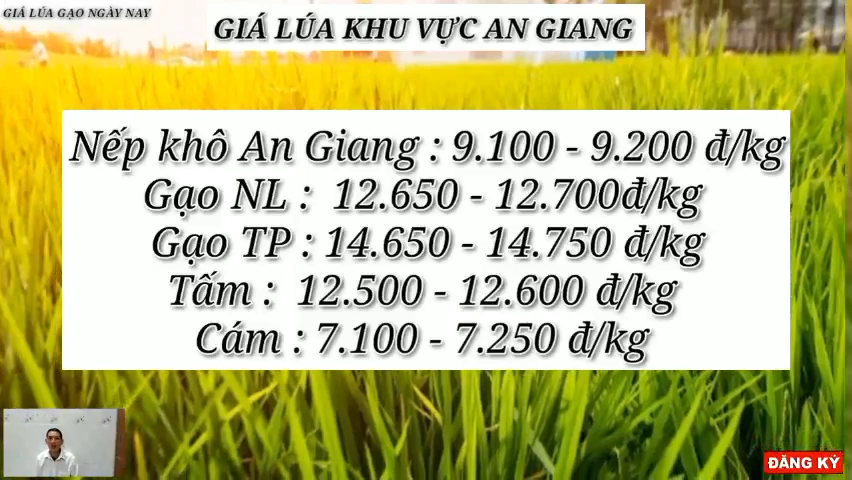 GIÁ LÚA GẠO NGÀY NAY
GIÁ LÚA KHU VỰC AN GIANG
Nếp khô An Giang : 9.100 - 9.200 đ/kg
Gạo NL : 12.650 - 12.700đ/kg
Gạo TP : 14.650 - 14.750 đ/kg
Tấm : 12.500 - 12.600 đ/kg
Cám : 7.100 - 7.250 đ/kg
ĐĂNG KÝ